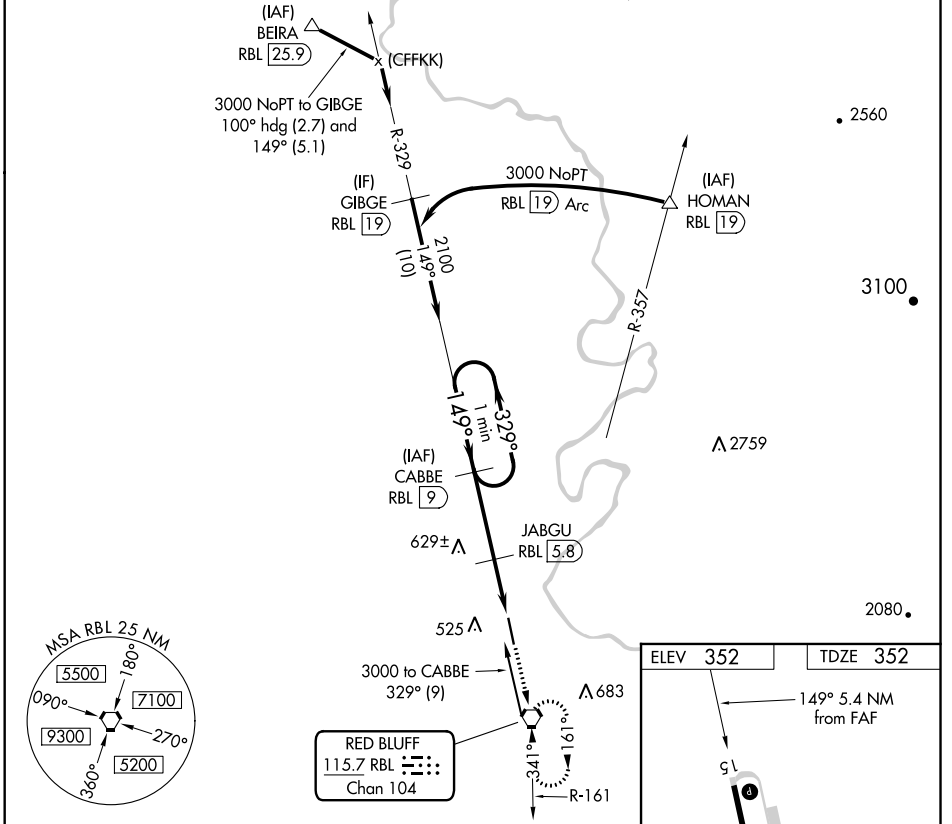 (IAF)
BEIRA
RBL 25.9
(CFFKK)
3000 NoPT to GIBGE
100° hdg (2.7) and
149° (5.1)
R-329
2560
(IF)
GIBGE
RBL 19
3000 NoPT
RBL 19 Arc
(IAF)
HOMAN
RBL 19
2100
149°
(10)
R-357
3100
149°
1 min
329°
2759
(IAF)
CABBE
RBL 9
629±
JABGU
RBL 5.8
525
2080
3000 to CABBE
329° (9)
683
MSA RBL 25 NM
5500
180°
090°
7100
9300
270°
5200
360°
RED BLUFF
115.7 RBL
Chan 104
341°
161°
R-161
ELEV 352
TDZE 352
149° 5.4 NM
from FAF
15
P